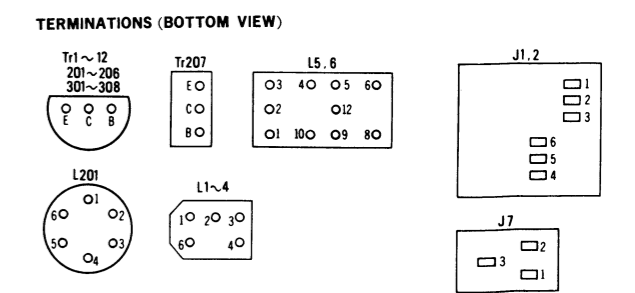 TERMINATIONS (BOTTOM VIEW)
Tr1~12
201~206
301~308
E C B
Tr207
E
C
B
L5,6
3 4 5 6
2 12
1 10 9 8
J1,2
1
2
3
6
5
4
L201
1
6 2
5 3
4
L1~4
1 2 3
6 4
J7
2
3
1